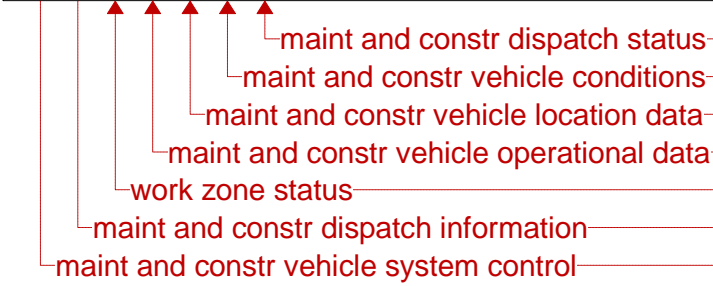 maint and constr dispatch status
maint and constr vehicle conditions
maint and constr vehicle location data
maint and constr vehicle operational data
work zone status
maint and constr dispatch information
maint and constr vehicle system control